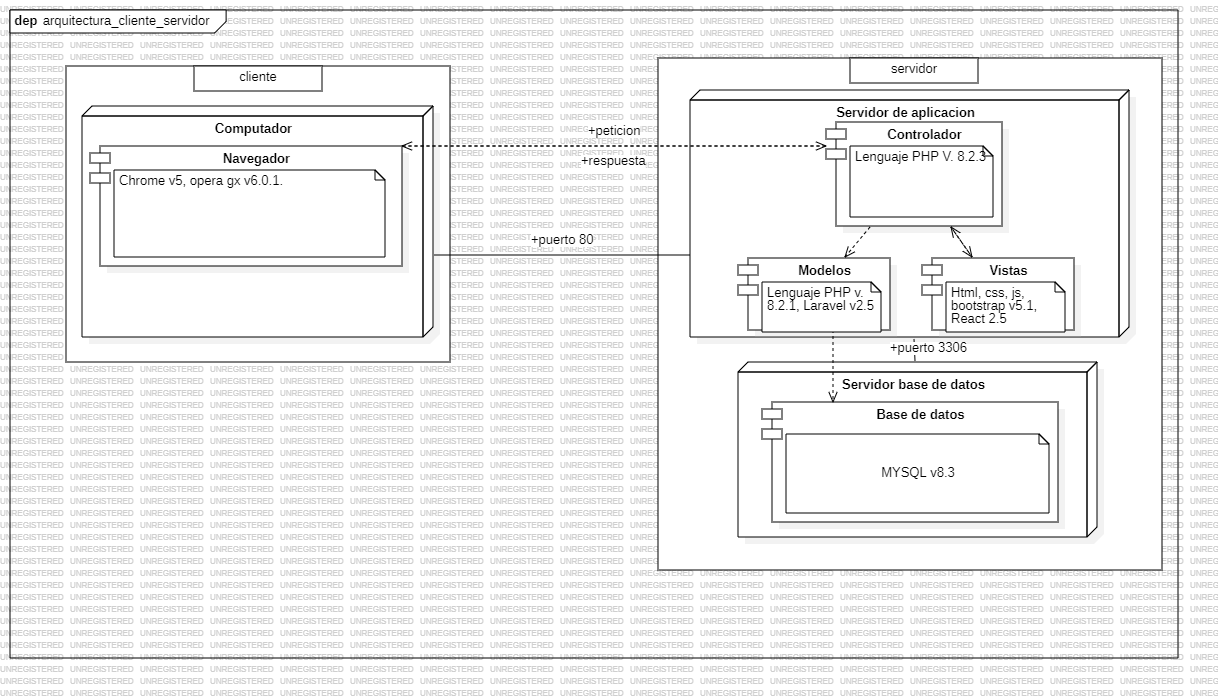 dep arquitectura_cliente_servidor
cliente
Computador
Navegador
Chrome v5, opera gx v6.0.1.
+peticion
+respuesta
+puerto 80
servidor
Servidor de aplicacion
Controlador
Lenguaje PHP V. 8.2.3
Modelos
Lenguaje PHP v.
8.2.1, Laravel v2.5
Vistas
Html, css, js,
bootstrap v5.1,
React 2.5
+puerto 3306
Servidor base de datos
Base de datos
MYSQL v8.3
UNREGISTERED